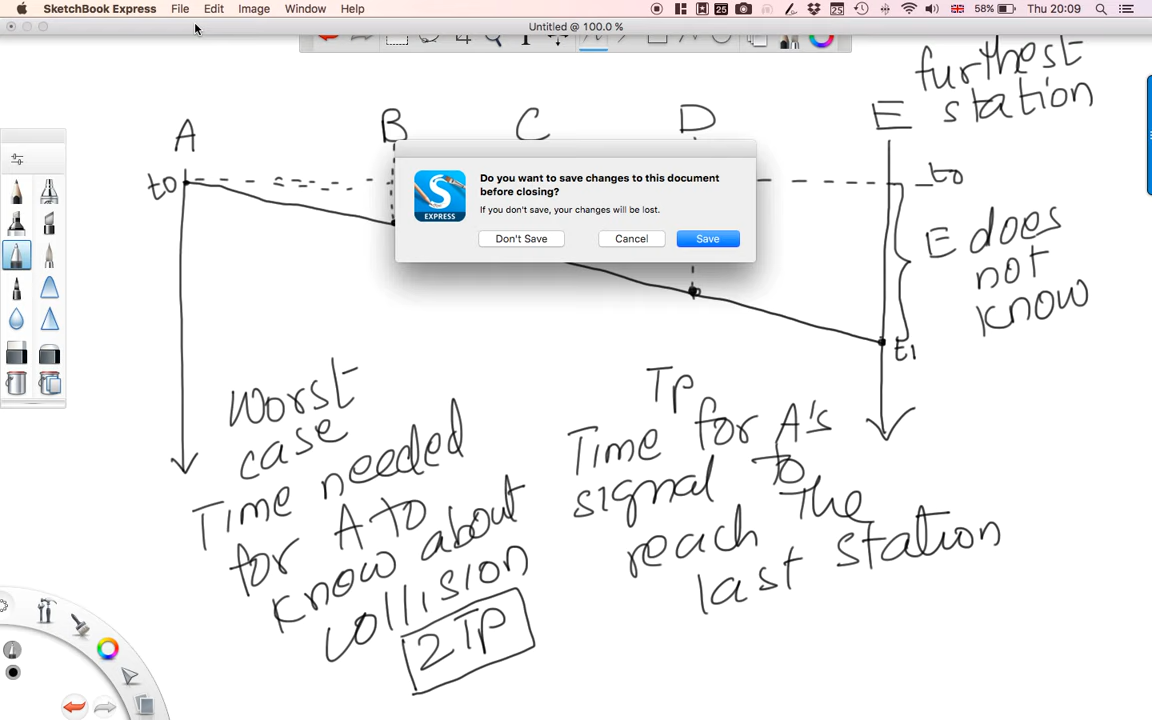 SketchBook Express File Edit Image Window Help 25 25 58% Thu 20:09
Untitled @ 100.0 %
furthest
station
A B C D E
to
to
Do you want to save changes to this document
before closing?
If you don't save, your changes will be lost.
Don't Save Cancel Save
EXPRESS
E does
not
know
t1
Worst
case
Time needed
for A to
know about
collision
2Tp
Tp
Time for A's
signal to
reach The
last station